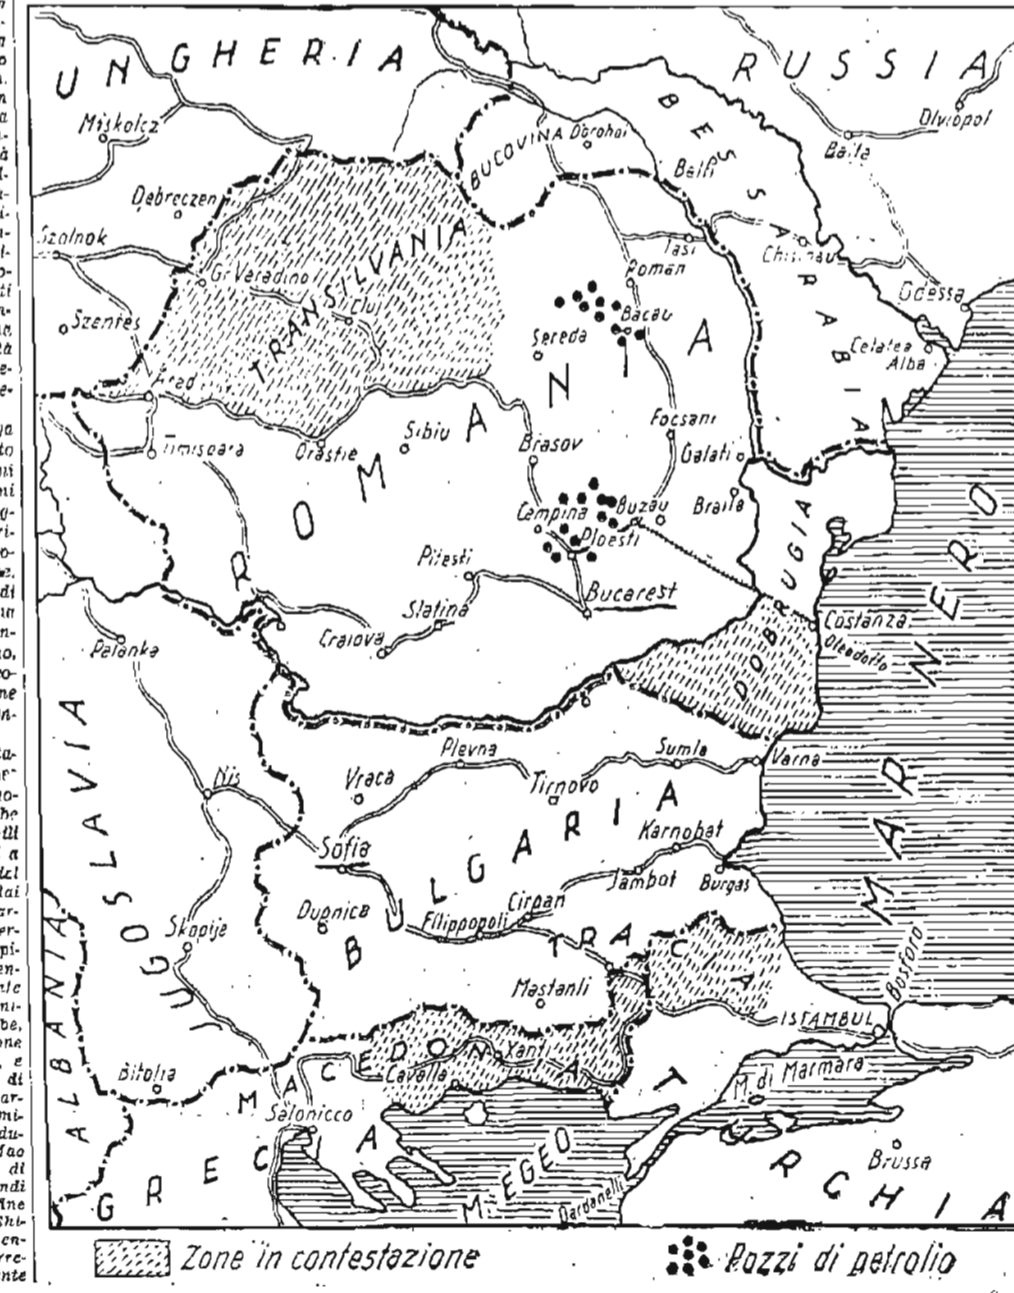 UNGHERIA
RUSSIA
Miskolcz
BESSARABIA
Olviopol
Balta
BUCOVINA
Dorohoi
Balti
Debreczen
Szolnok
TRANSILVANIA
Iasi
Chisinau
Gr. Varadino
Roman
Odessa
Cluj
Bacau
Szentes
Sereda
Cetatea
Alba
Arad
ROMANIA
Focsani
Timisoara
Orastie
Sibiu
Brasov
Galati
Campina
Buzau
Braila
Ploesti
Pitesti
Bucarest
Slatina
DOBRUGIA
Costanza
Oleodotto
Craiova
Palanka
MAR NERO
JUGOSLAVIA
Plevna
Sumla
Varna
Nis
Vraca
Tirnovo
BULGARIA
Karnobat
Sofia
Jambol
Burgas
Dugnica
Cirpan
Filippopoli
Skoplje
TRACIA
Mastanli
Bosforo
ISTAMBUL
ALBANIA
MACEDONIA
Xanti
Cavalla
Bitolia
M. di Marmara
Salonicco
GRECIA
M. EGEO
Dardanelli
TURCHIA
Brussa
Zone in contestazione
Pozzi di petrolio